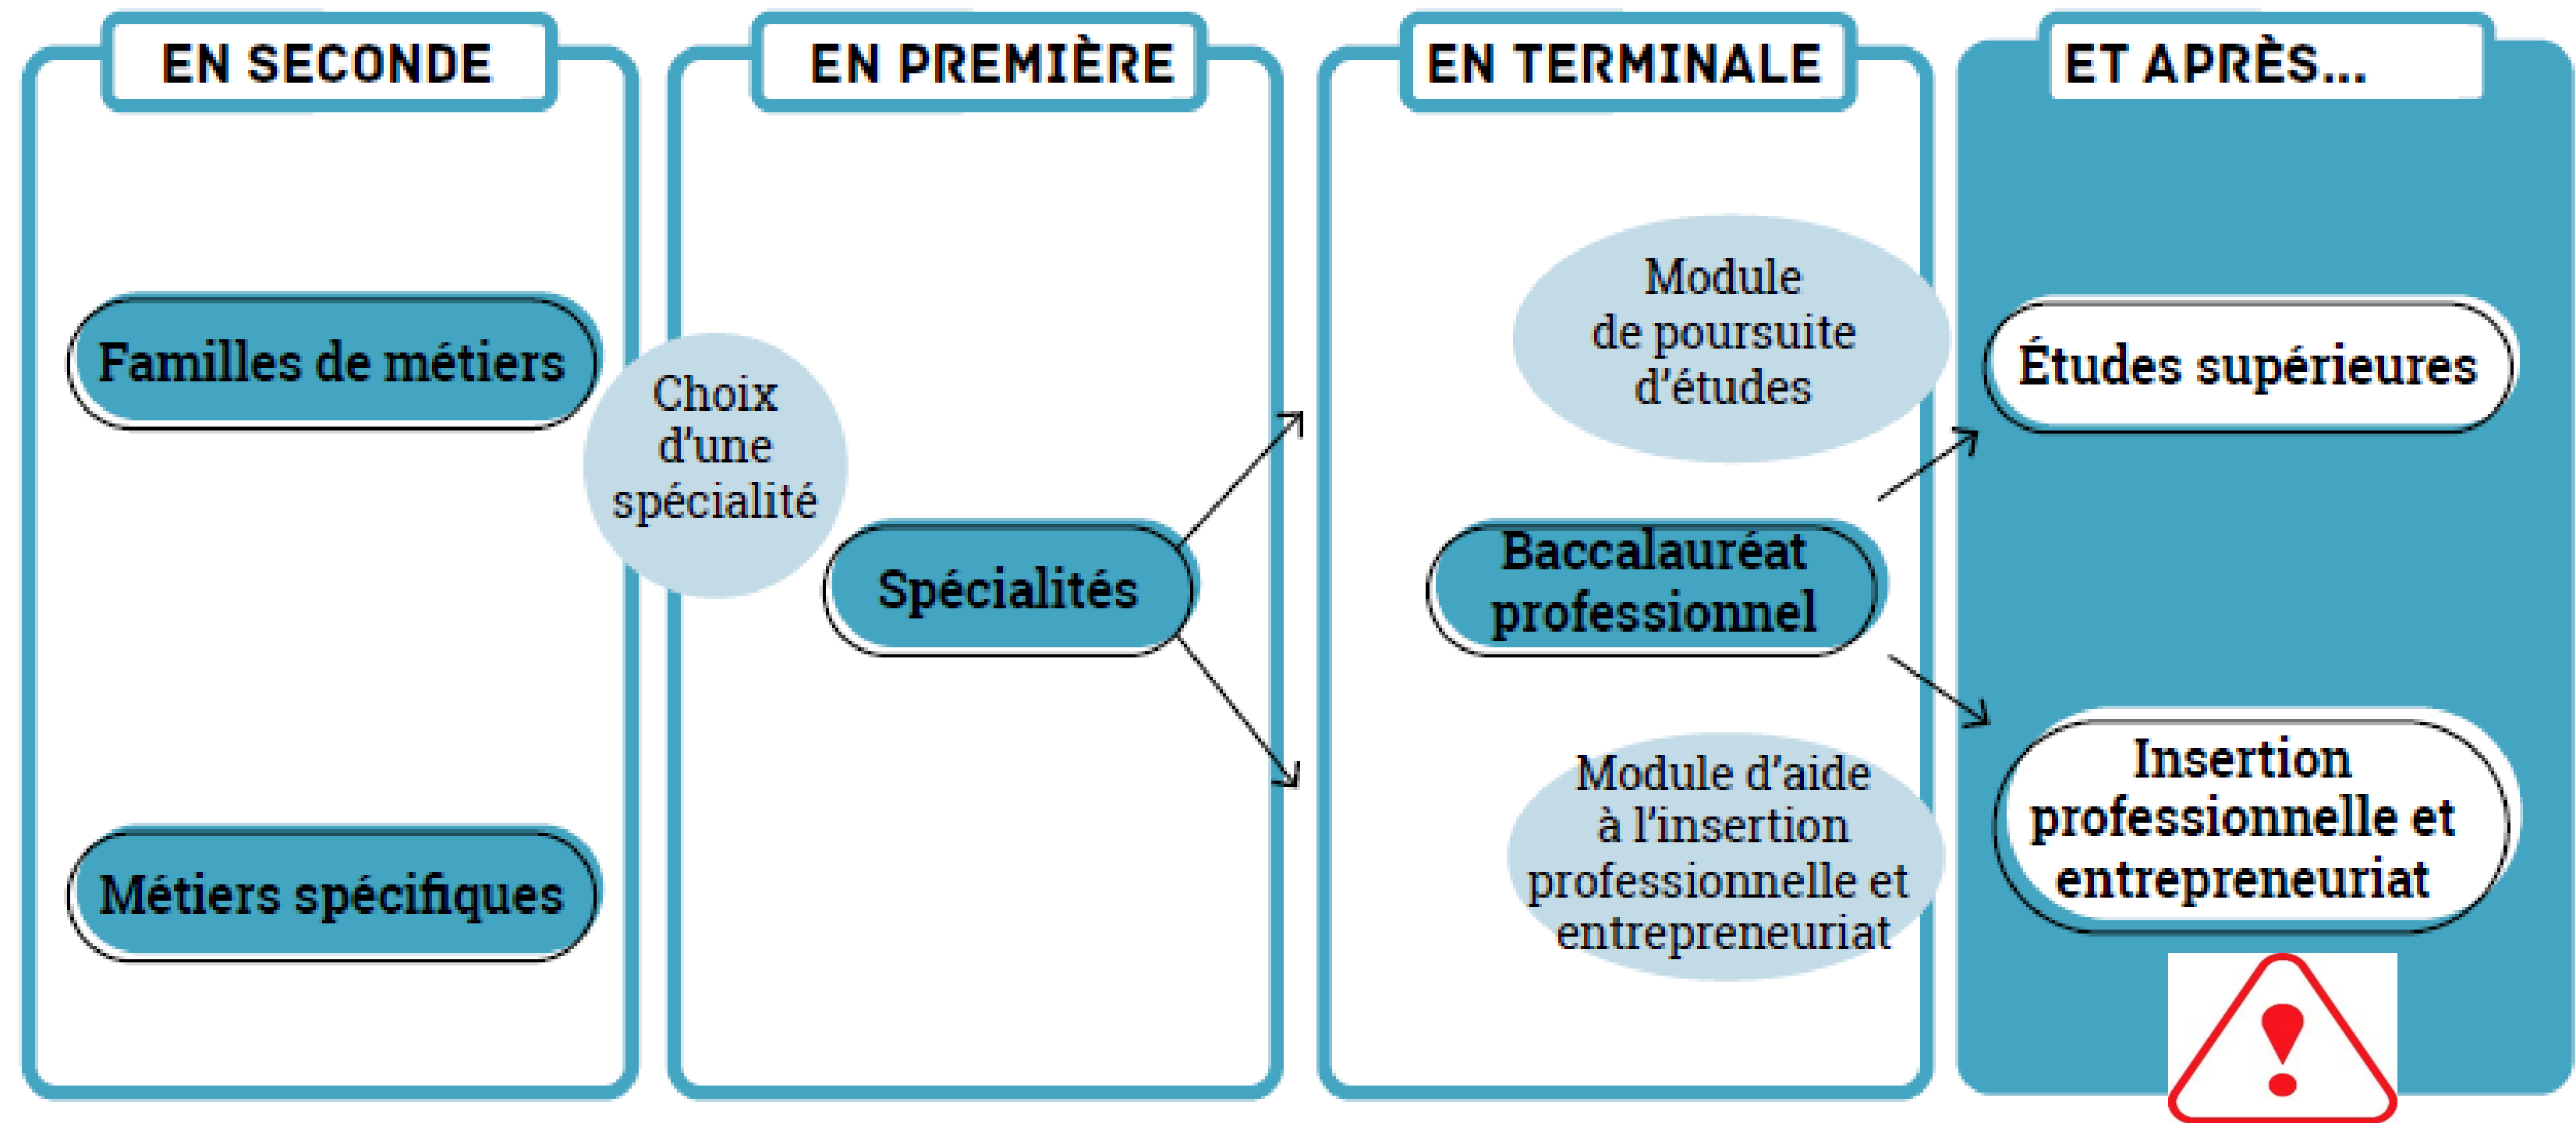 EN SECONDE
Familles de métiers
Métiers spécifiques
Choix
d'une
spécialité
EN PREMIÈRE
Spécialités
EN TERMINALE
Module
de poursuite
d'études
Baccalauréat
professionnel
Module d'aide
à l'insertion
professionnelle et
entrepreneuriat
ET APRÈS...
Études supérieures
Insertion
professionnelle et
entrepreneuriat